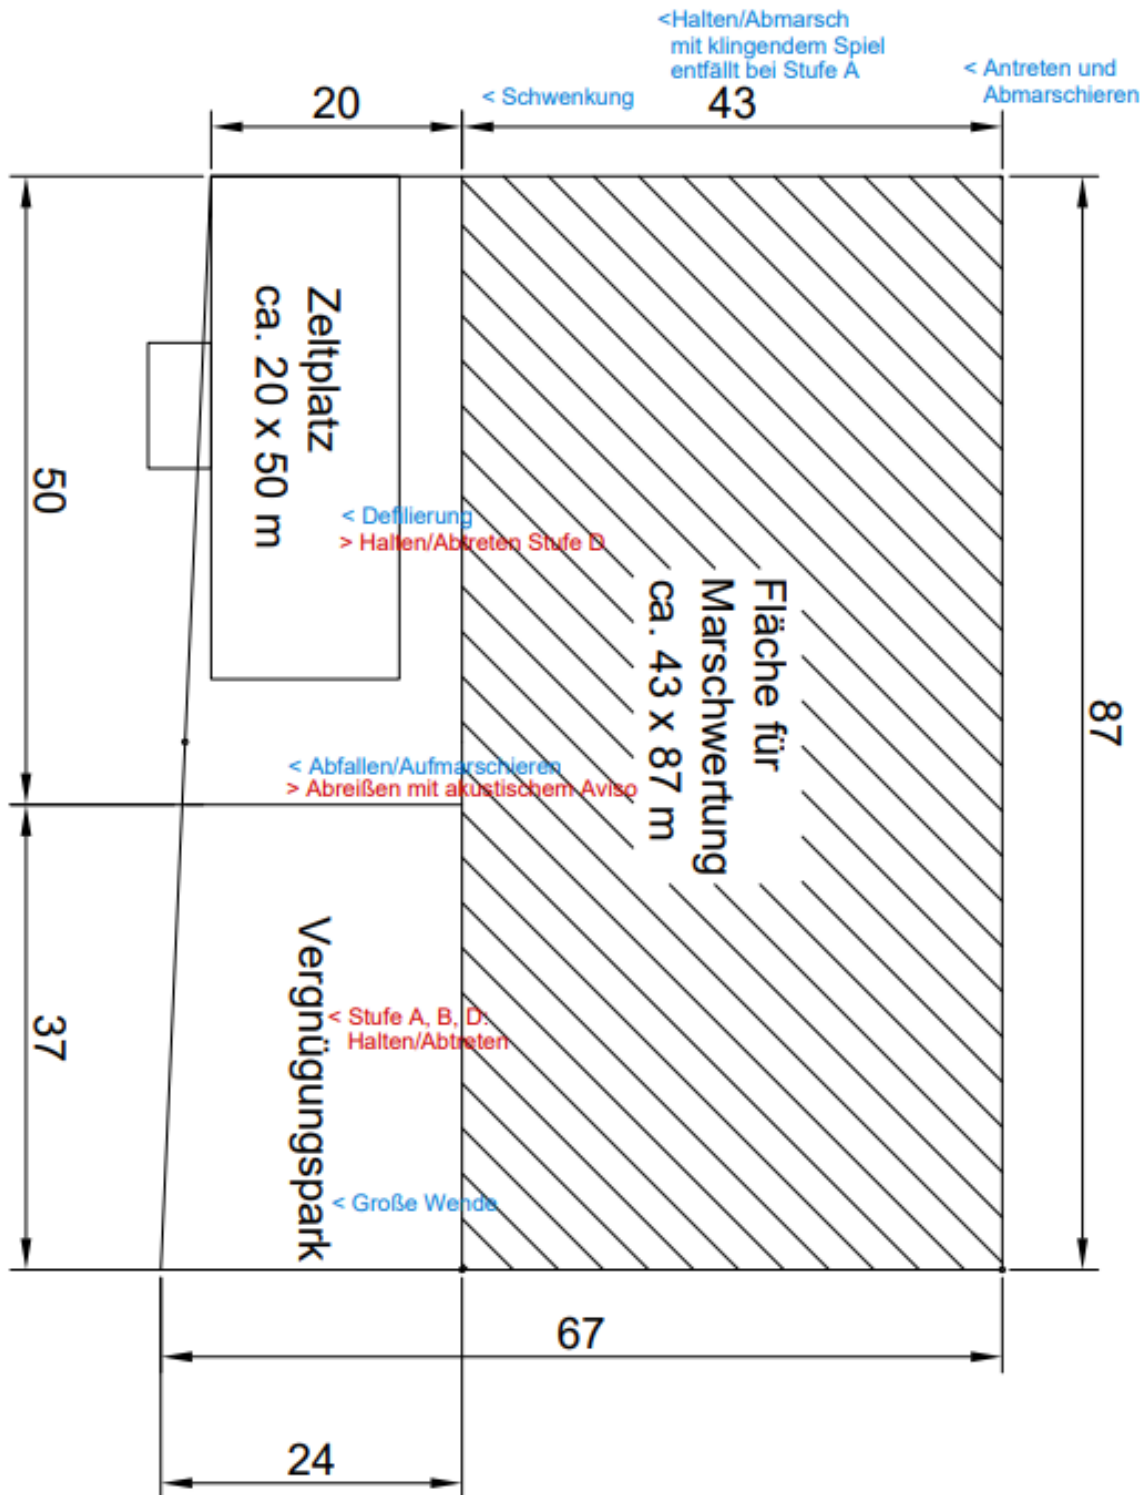 <Halten/Abmarsch
mit klingendem Spiel
entfällt bei Stufe A
< Antreten und
Abmarschieren
< Schwenkung
20
43
Zeltplatz
ca. 20 x 50 m
50
< Defilierung
> Halten/Abtreten Stufe D
Fläche für
Marschwertung
ca. 43 x 87 m
87
< Abfallen/Aufmarschieren
> Abreißen mit akustischem Aviso
37
Vergnügungspark
< Stufe A, B, D:
Halten/Abtreten
< Große Wende
67
24